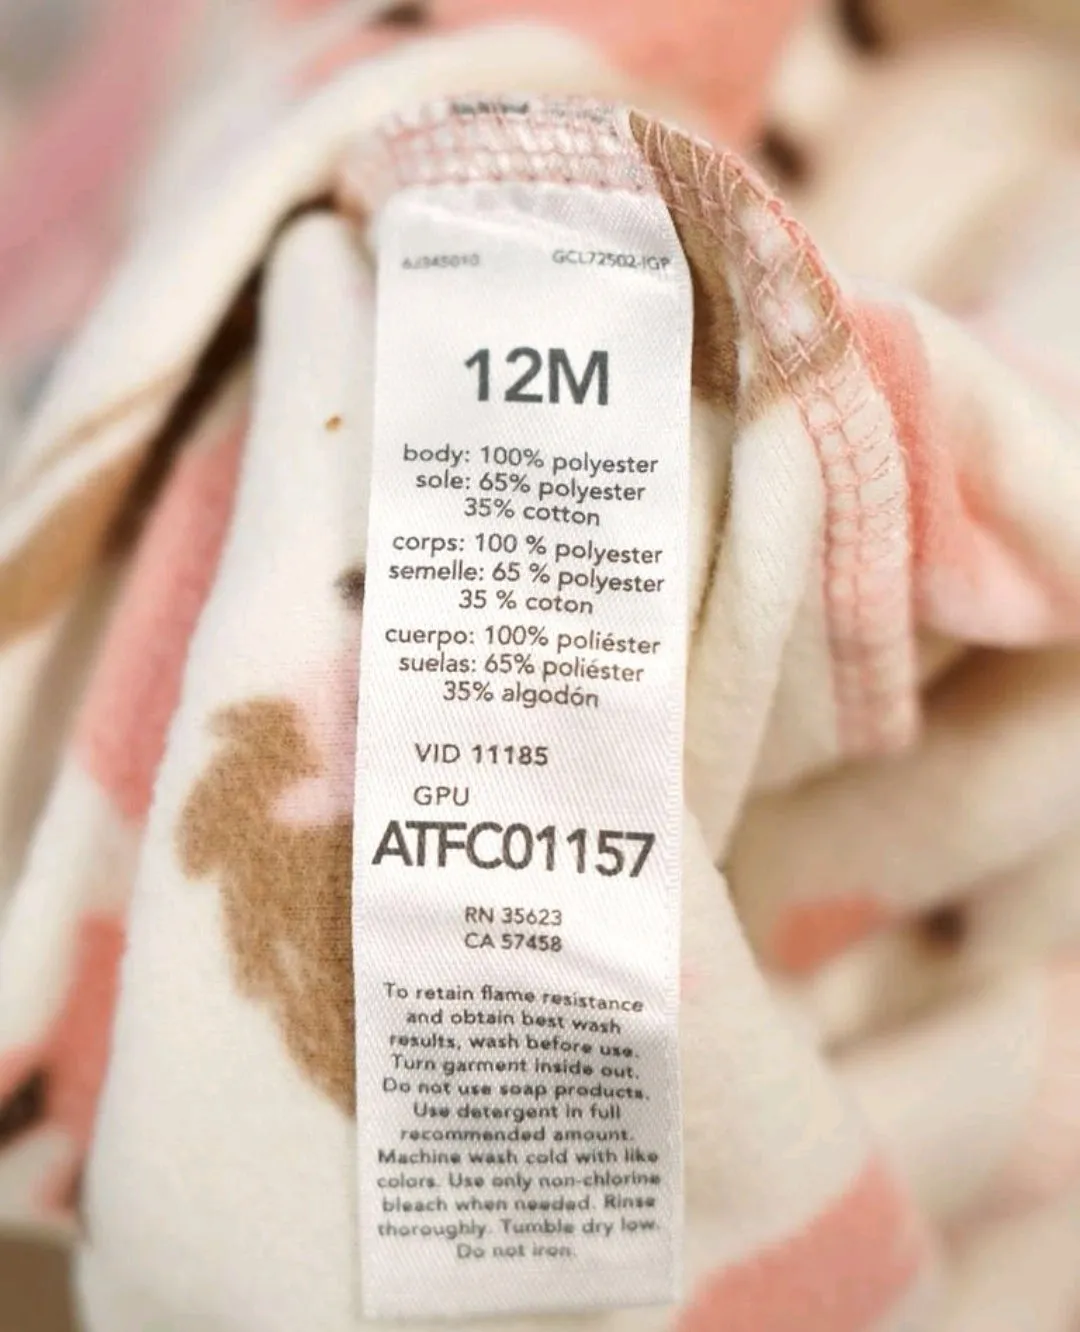 GCL72502-IGP
12M
body: 100% polyester
sole: 65% polyester
35% cotton
corps: 100 % polyester
semelle: 65 % polyester
35 % coton
cuerpo: 100% poliéster
suelas: 65% poliéster
35% algodón
VID 11185
GPU
ATFC01157
RN 35623
CA 57458
To retain flame resistance
and obtain best wash
results, wash before use.
Turn garment inside out.
Do not use soap products.
Use detergent in full
recommended amount.
Machine wash cold with like
colors. Use only non-chlorine
bleach when needed. Rinse
thoroughly. Tumble dry low.
Do not iron.